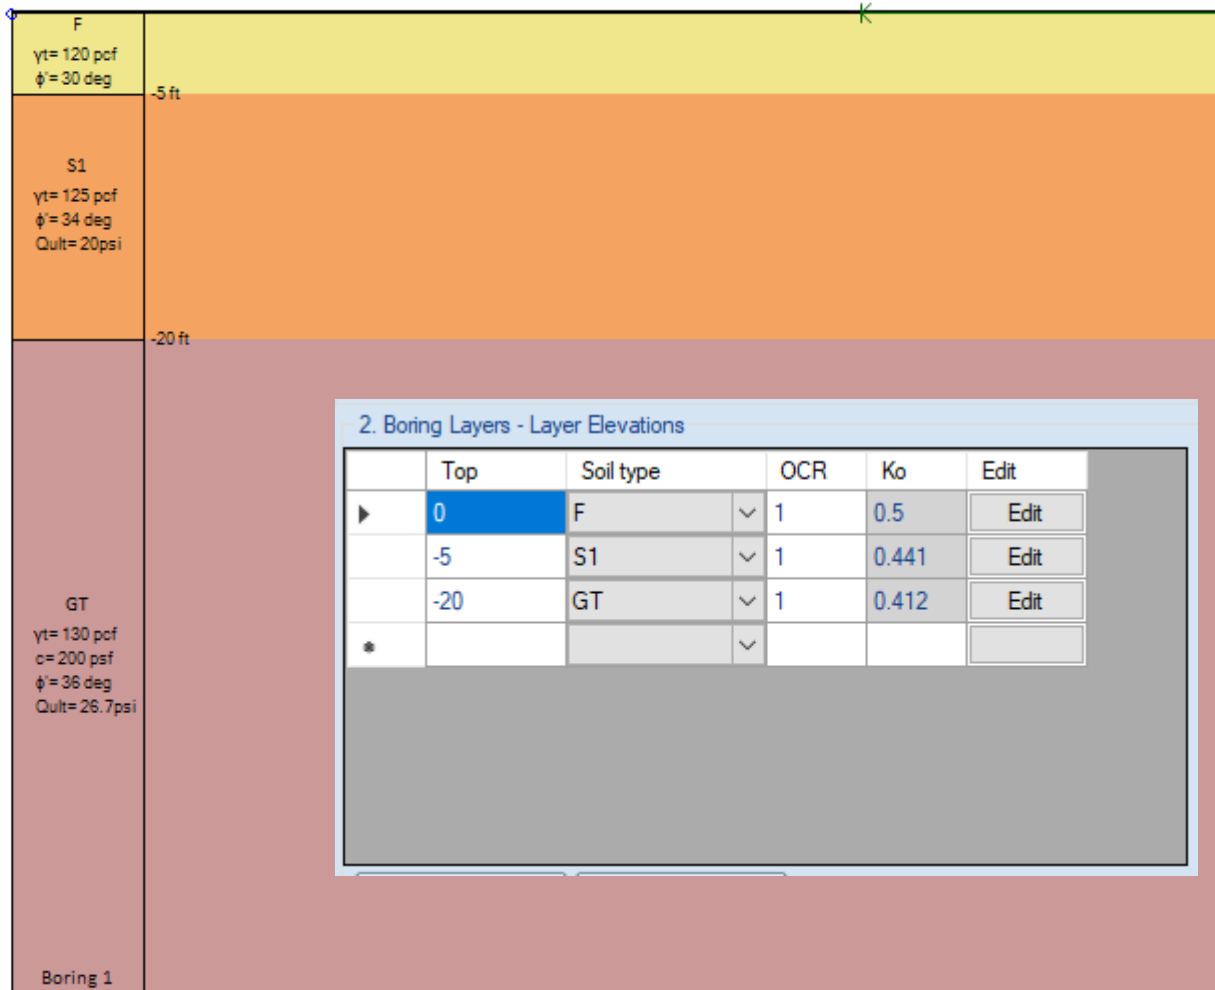 F
γt= 120 pcf
ϕ'= 30 deg
-5 ft
S1
γt= 125 pcf
ϕ'= 34 deg
Qult= 20psi
-20 ft
GT
γt= 130 pcf
c= 200 psf
ϕ'= 36 deg
Qult= 26.7psi
Boring 1
2. Boring Layers - Layer Elevations
Top Soil type OCR Ko Edit
0 F 1 0.5 Edit
-5 S1 1 0.441 Edit
-20 GT 1 0.412 Edit